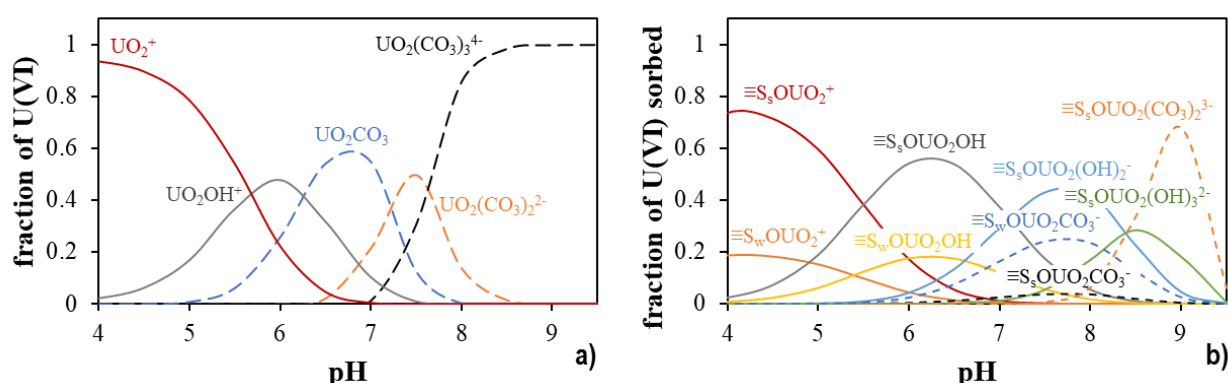 fraction of U(VI)
1
0.8
0.6
0.4
0.2
0
UO₂⁺
UO₂(CO₃)₃⁴⁻
UO₂CO₃
UO₂OH⁺
UO₂(CO₃)₂²⁻
4 5 6 7 8 9
pH
a)
fraction of U(VI) sorbed
1
0.8
0.6
0.4
0.2
0
≡SₛOUO₂⁺
≡SₛOUO₂(CO₃)₂³⁻
≡SₛOUO₂OH
≡SₛOUO₂(OH)₂⁻
≡SₛOUO₂(OH)₃²⁻
≡S_wOUO₂CO₃⁻
≡S_wOUO₂⁺
≡S_wOUO₂OH
≡SₛOUO₂CO₃⁻
4 5 6 7 8 9
pH
b)